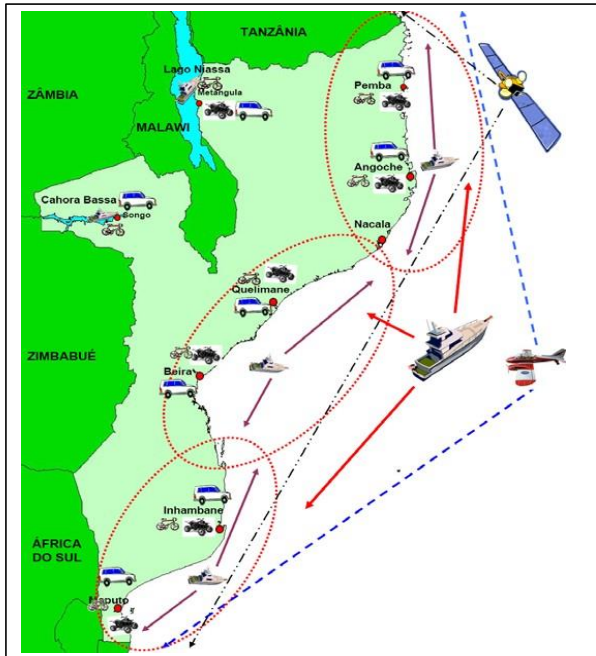 TANZÂNIA
Lago Niassa
ZÂMBIA
Pemba
Metangula
MALAWI
Angoche
Cahora Bassa
Songo
Nacala
Quelimane
ZIMBABUÉ
Beira
Inhambane
ÁFRICA
DO SUL
Maputo